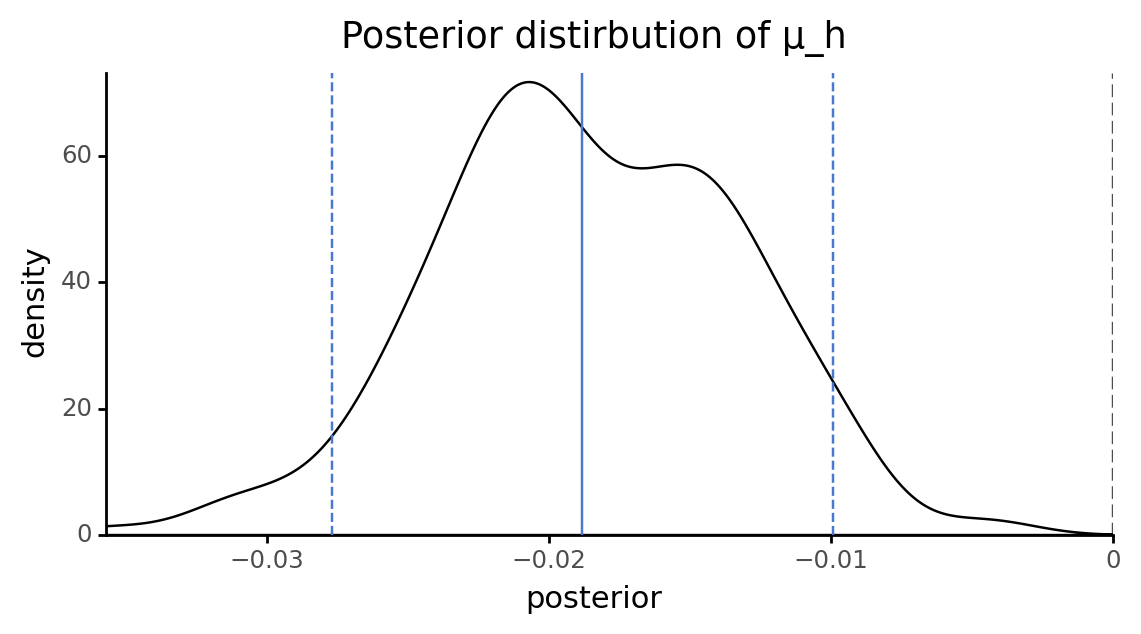 Posterior distirbution of μ_h
density
60
40
20
0
−0.03
−0.02
−0.01
0
posterior